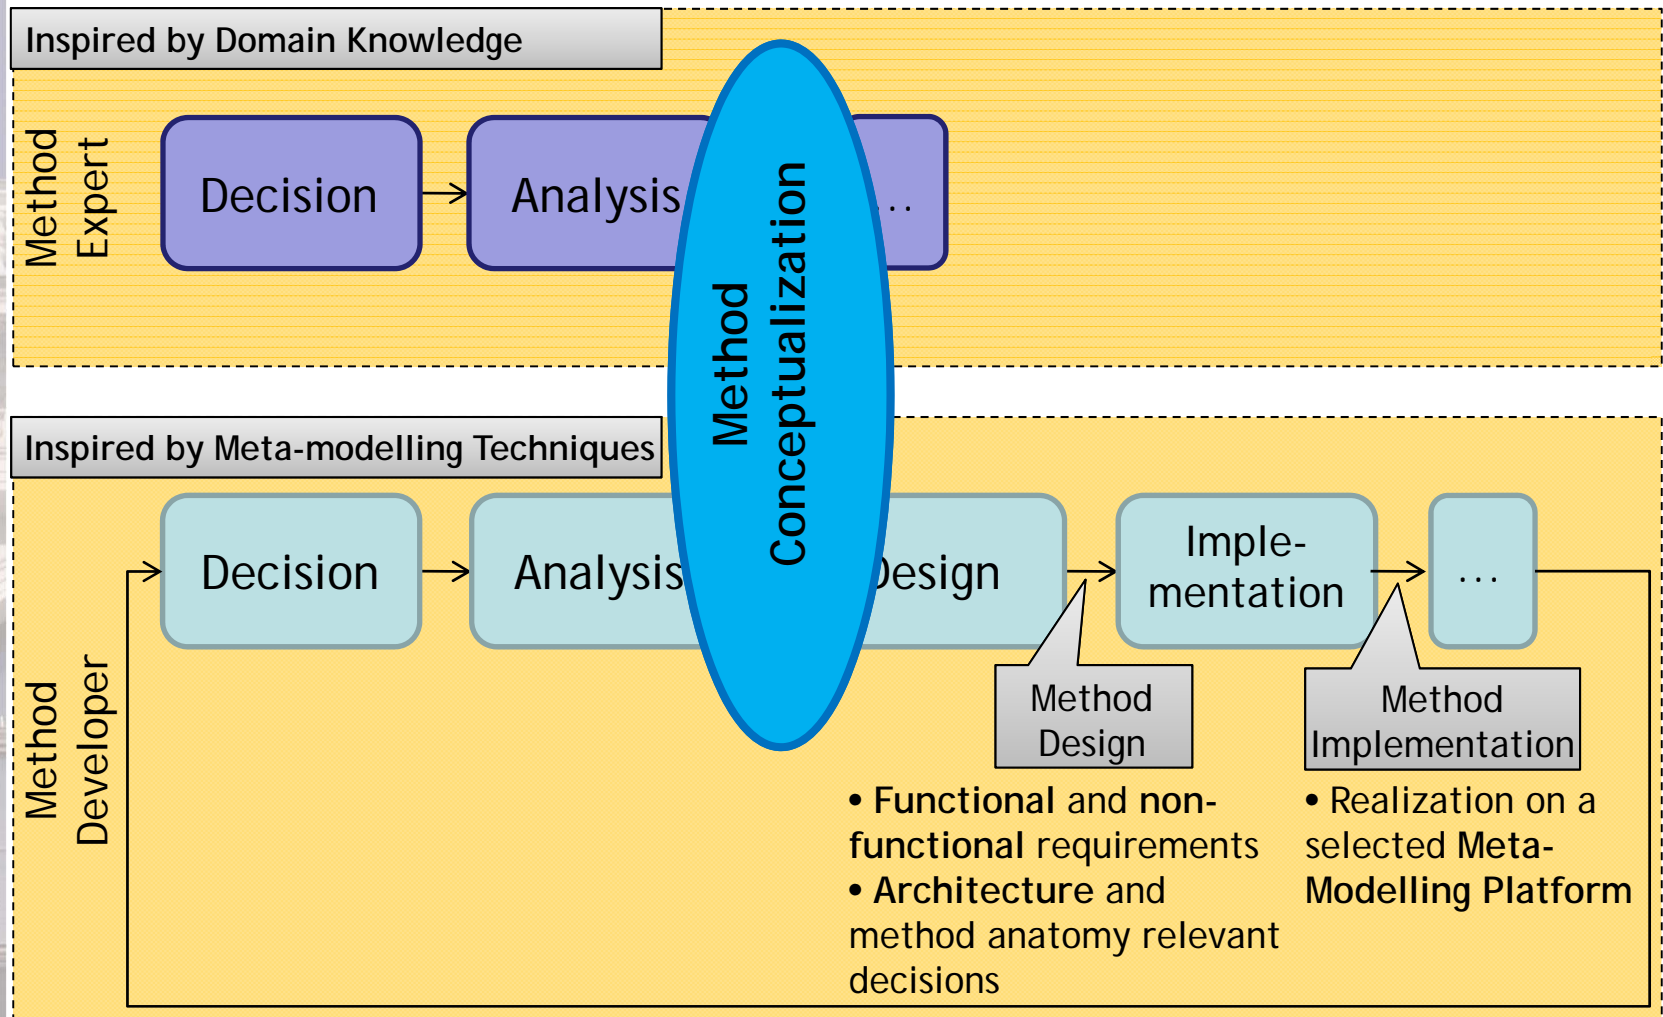 Inspired by Domain Knowledge
Method
Expert
Decision
Analysis
...
Method
Conceptualization
Inspired by Meta-modelling Techniques
Method
Developer
Decision
Analysis
Design
Imple-
mentation
...
Method
Design
• Functional and non-
functional requirements
• Architecture and
method anatomy relevant
decisions
Method
Implementation
• Realization on a
selected Meta-
Modelling Platform